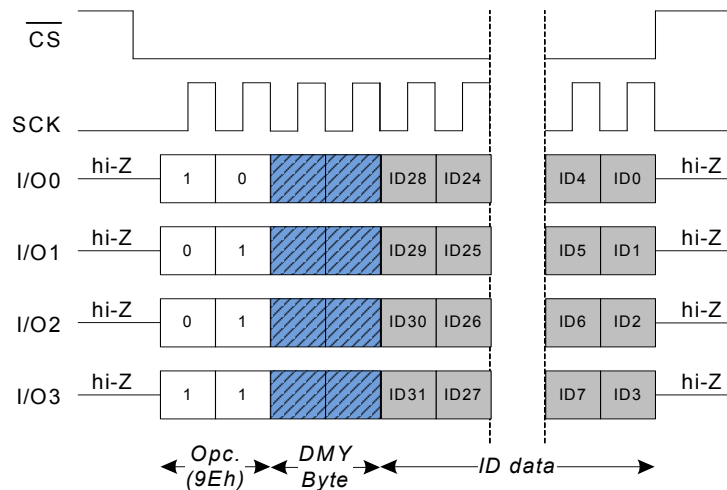 CS
SCK
hi-Z 1 0 ID28 ID24 ID4 ID0 hi-Z
I/O0
hi-Z 0 1 ID29 ID25 ID5 ID1 hi-Z
I/O1
hi-Z 0 1 ID30 ID26 ID6 ID2 hi-Z
I/O2
hi-Z 1 1 ID31 ID27 ID7 ID3 hi-Z
I/O3
Opc.
(9Eh)
DMY
Byte
ID data